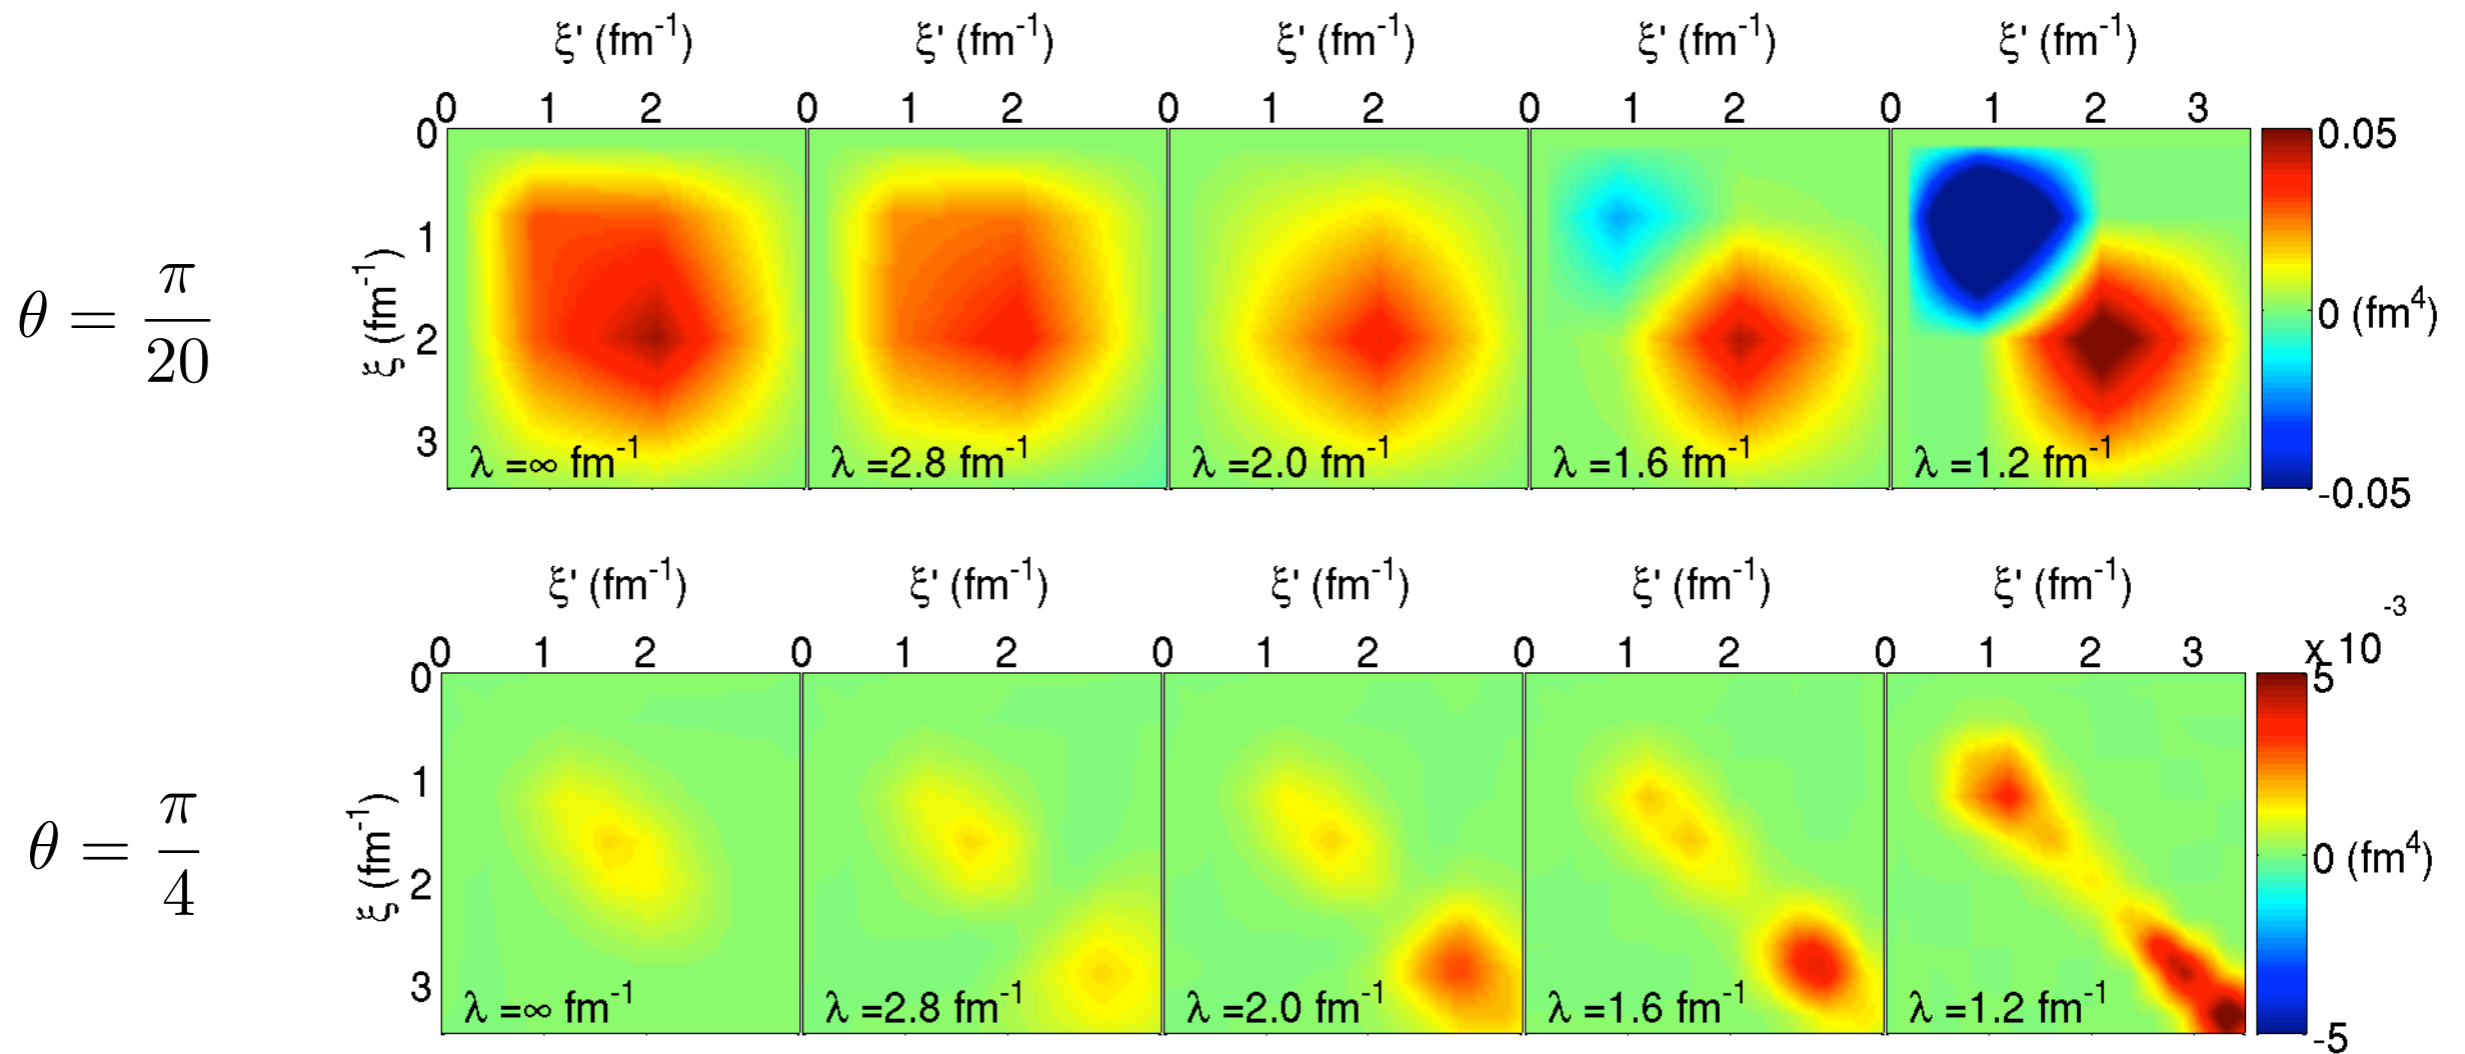 ξ' (fm⁻¹) ξ' (fm⁻¹) ξ' (fm⁻¹) ξ' (fm⁻¹) ξ' (fm⁻¹)
0 1 2 0 1 2 0 1 2 0 1 2 0 1 2 3
θ = π/20
ξ (fm⁻¹)
0
1
2
3
λ =∞ fm⁻¹ λ =2.8 fm⁻¹ λ =2.0 fm⁻¹ λ =1.6 fm⁻¹ λ =1.2 fm⁻¹
0.05
0 (fm⁴)
-0.05
ξ' (fm⁻¹) ξ' (fm⁻¹) ξ' (fm⁻¹) ξ' (fm⁻¹) ξ' (fm⁻¹)
0 1 2 0 1 2 0 1 2 0 1 2 0 1 2 3
x 10⁻³
θ = π/4
ξ (fm⁻¹)
0
1
2
3
λ =∞ fm⁻¹ λ =2.8 fm⁻¹ λ =2.0 fm⁻¹ λ =1.6 fm⁻¹ λ =1.2 fm⁻¹
5
0 (fm⁴)
-5